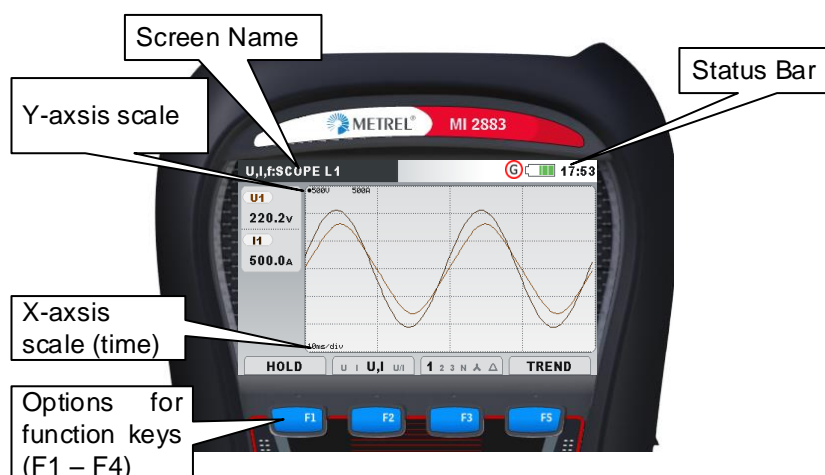 Screen Name
Status Bar
Y-axsis scale
METREL® MI 2883
U,I,f:SCOPE L1
G 17:53
•500V 500A
U1
220.2V
I1
500.0A
X-axsis
scale (time)
10ms/div
HOLD U I U,I U/I 1 2 3 N 人 △ TREND
Options for
function keys
(F1 – F4)
F1 F2 F3 F5